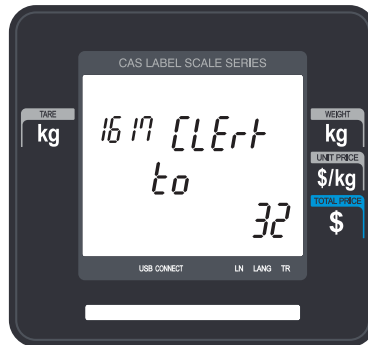 CAS LABEL SCALE SERIES
TARE
kg
1617 CLErt
to
32
WEIGHT
kg
UNIT PRICE
$/kg
TOTAL PRICE
$
USB CONNECT LN LANG TR